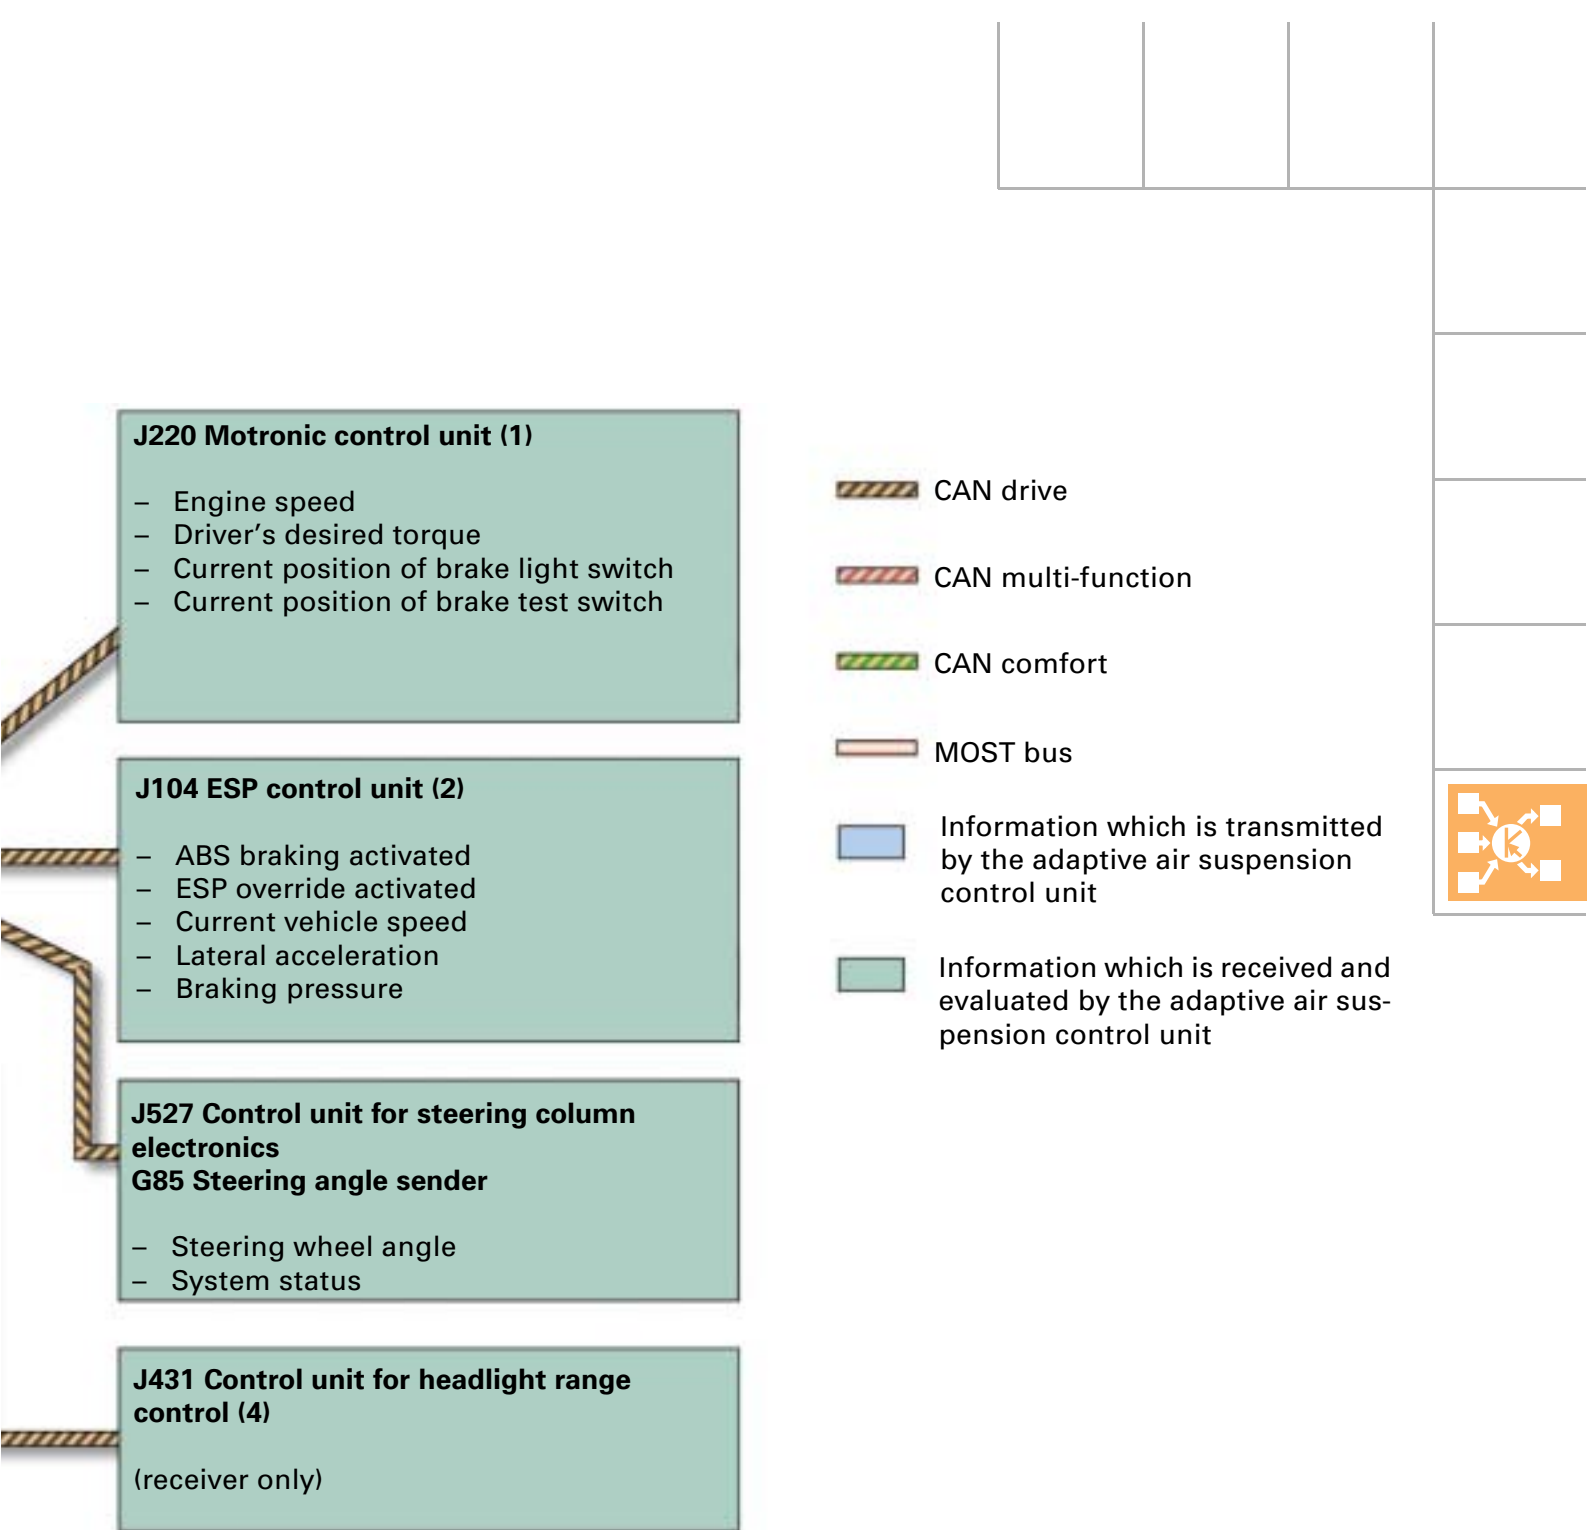 J220 Motronic control unit (1)
– Engine speed
– Driver’s desired torque
– Current position of brake light switch
– Current position of brake test switch
J104 ESP control unit (2)
– ABS braking activated
– ESP override activated
– Current vehicle speed
– Lateral acceleration
– Braking pressure
J527 Control unit for steering column
electronics
G85 Steering angle sender
– Steering wheel angle
– System status
J431 Control unit for headlight range
control (4)
(receiver only)
CAN drive
CAN multi-function
CAN comfort
MOST bus
Information which is transmitted
by the adaptive air suspension
control unit
Information which is received and
evaluated by the adaptive air sus-
pension control unit